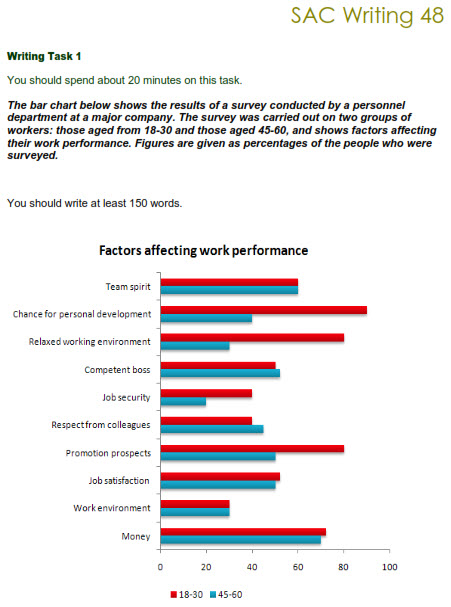 SAC Writing 48
Writing Task 1
You should spend about 20 minutes on this task.
The bar chart below shows the results of a survey conducted by a personnel
department at a major company. The survey was carried out on two groups of
workers: those aged from 18-30 and those aged 45-60, and shows factors affecting
their work performance. Figures are given as percentages of the people who were
surveyed.
You should write at least 150 words.
Factors affecting work performance
Team spirit
Chance for personal development
Relaxed working environment
Competent boss
Job security
Respect from colleagues
Promotion prospects
Job satisfaction
Work environment
Money
0 20 40 60 80 100
18-30 45-60